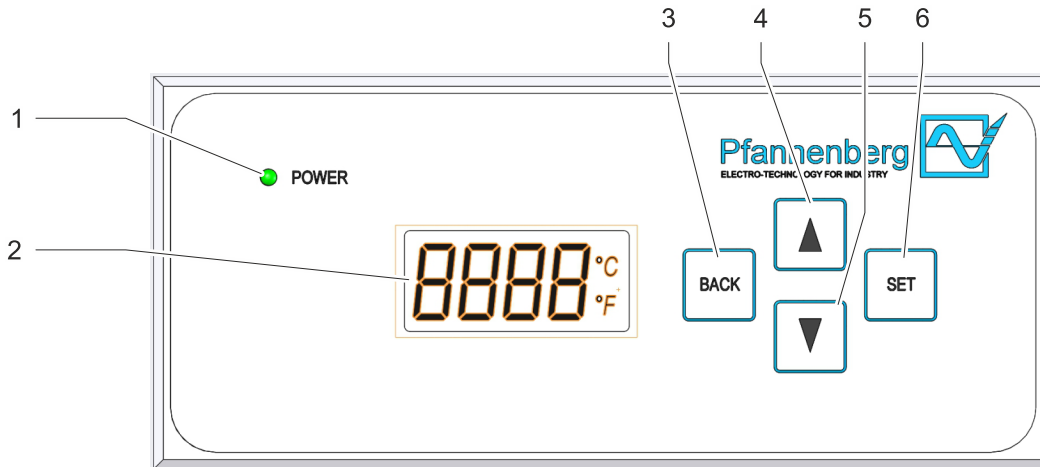 3 4 5 6
1
POWER
Pfannenberg
ELECTRO-TECHNOLOGY FOR INDUSTRY
2
8888 °C
°F
BACK
SET